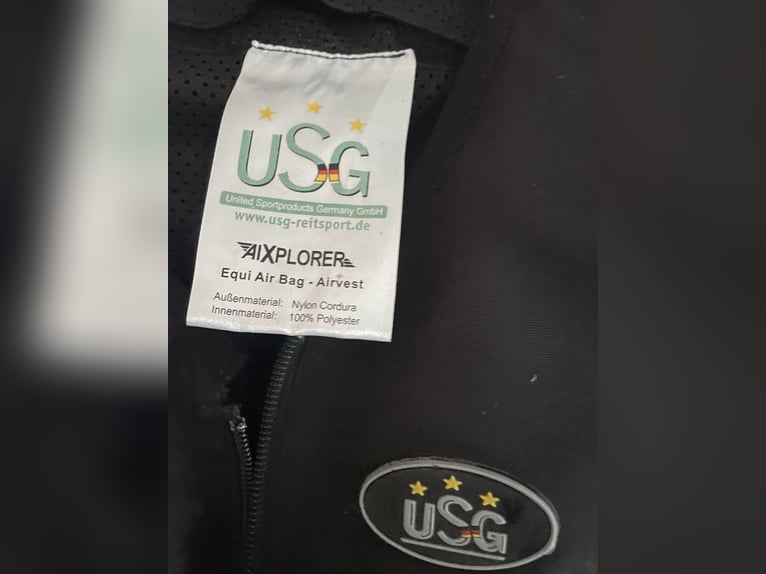 USG
United Sportproducts Germany GmbH
www.usg-reitsport.de
AIXPLORER
Equi Air Bag - Airvest
Außenmaterial: Nylon Cordura
Innenmaterial: 100% Polyester
USG